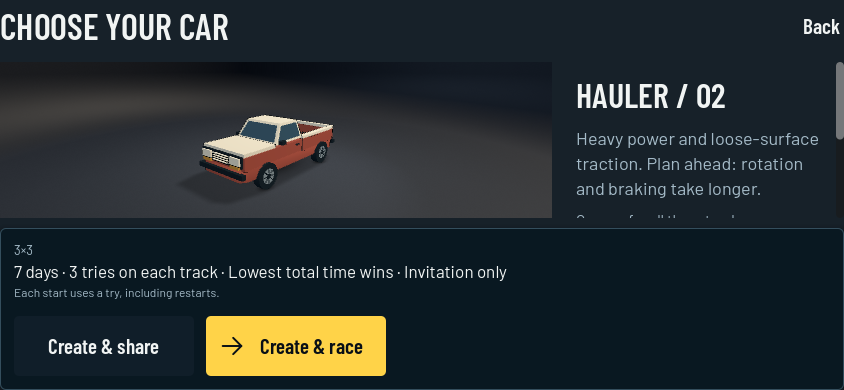 CHOOSE YOUR CAR
Back
HAULER / 02
Heavy power and loose-surface
traction. Plan ahead: rotation
and braking take longer.
3×3
7 days · 3 tries on each track · Lowest total time wins · Invitation only
Each start uses a try, including restarts.
Create & share
→ Create & race